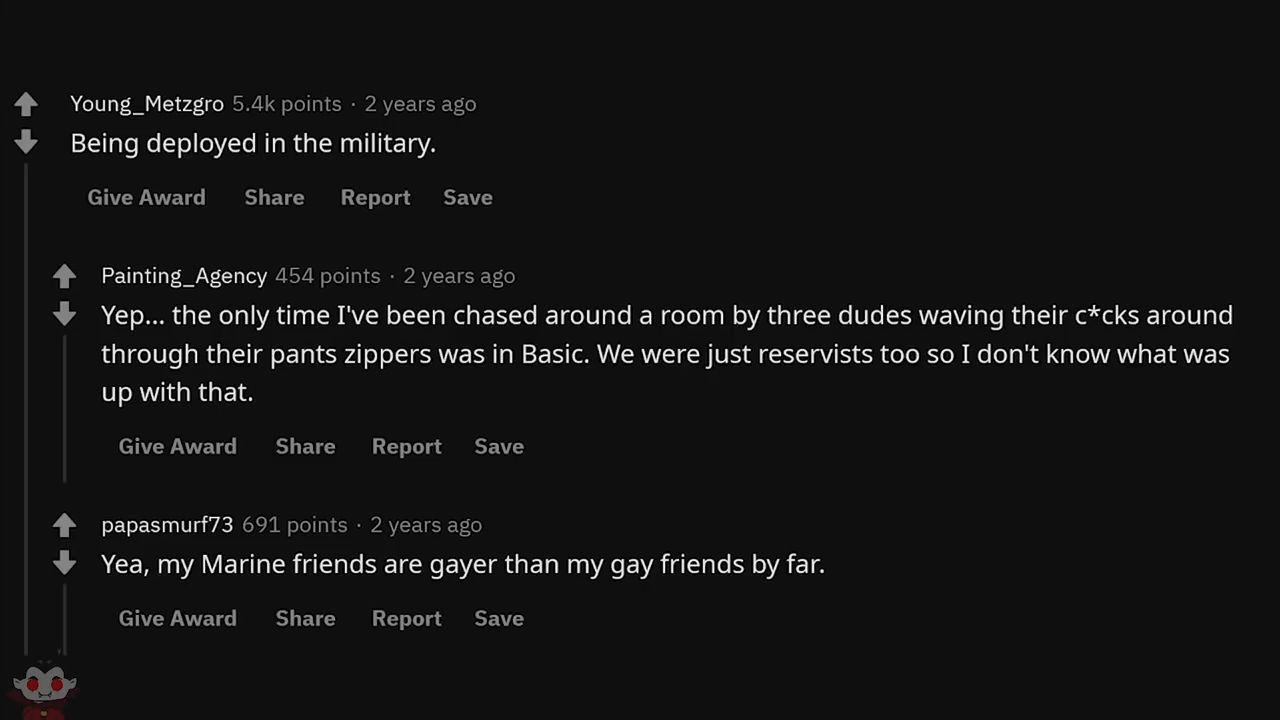 Young_Metzgro 5.4k points · 2 years ago
Being deployed in the military.
Give Award Share Report Save
Painting_Agency 454 points · 2 years ago
Yep... the only time I've been chased around a room by three dudes waving their c*cks around
through their pants zippers was in Basic. We were just reservists too so I don't know what was
up with that.
Give Award Share Report Save
papasmurf73 691 points · 2 years ago
Yea, my Marine friends are gayer than my gay friends by far.
Give Award Share Report Save